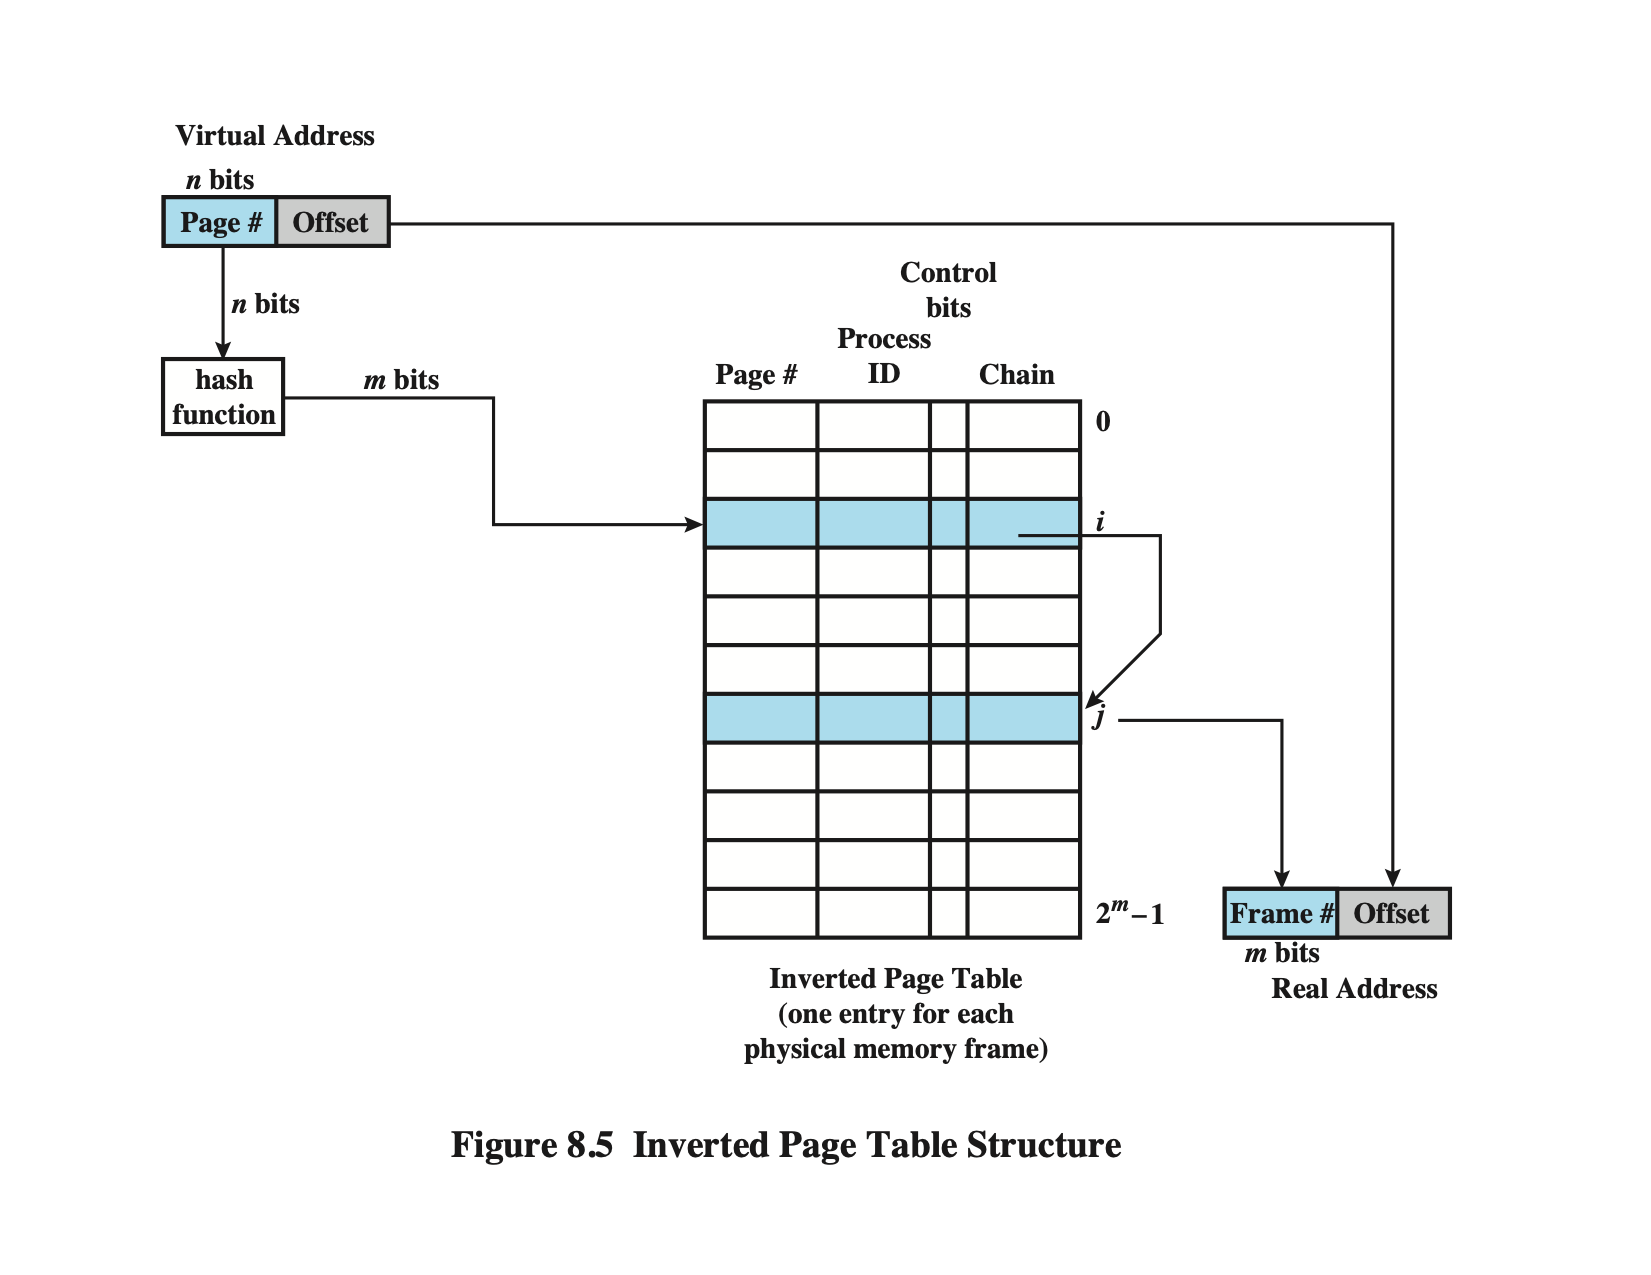 Virtual Address
n bits
Page # Offset
n bits
hash
function
m bits
Control
bits
Process
Page # ID Chain
0
i
j
2^m – 1
Frame # Offset
m bits
Real Address
Inverted Page Table
(one entry for each
physical memory frame)
Figure 8.5 Inverted Page Table Structure